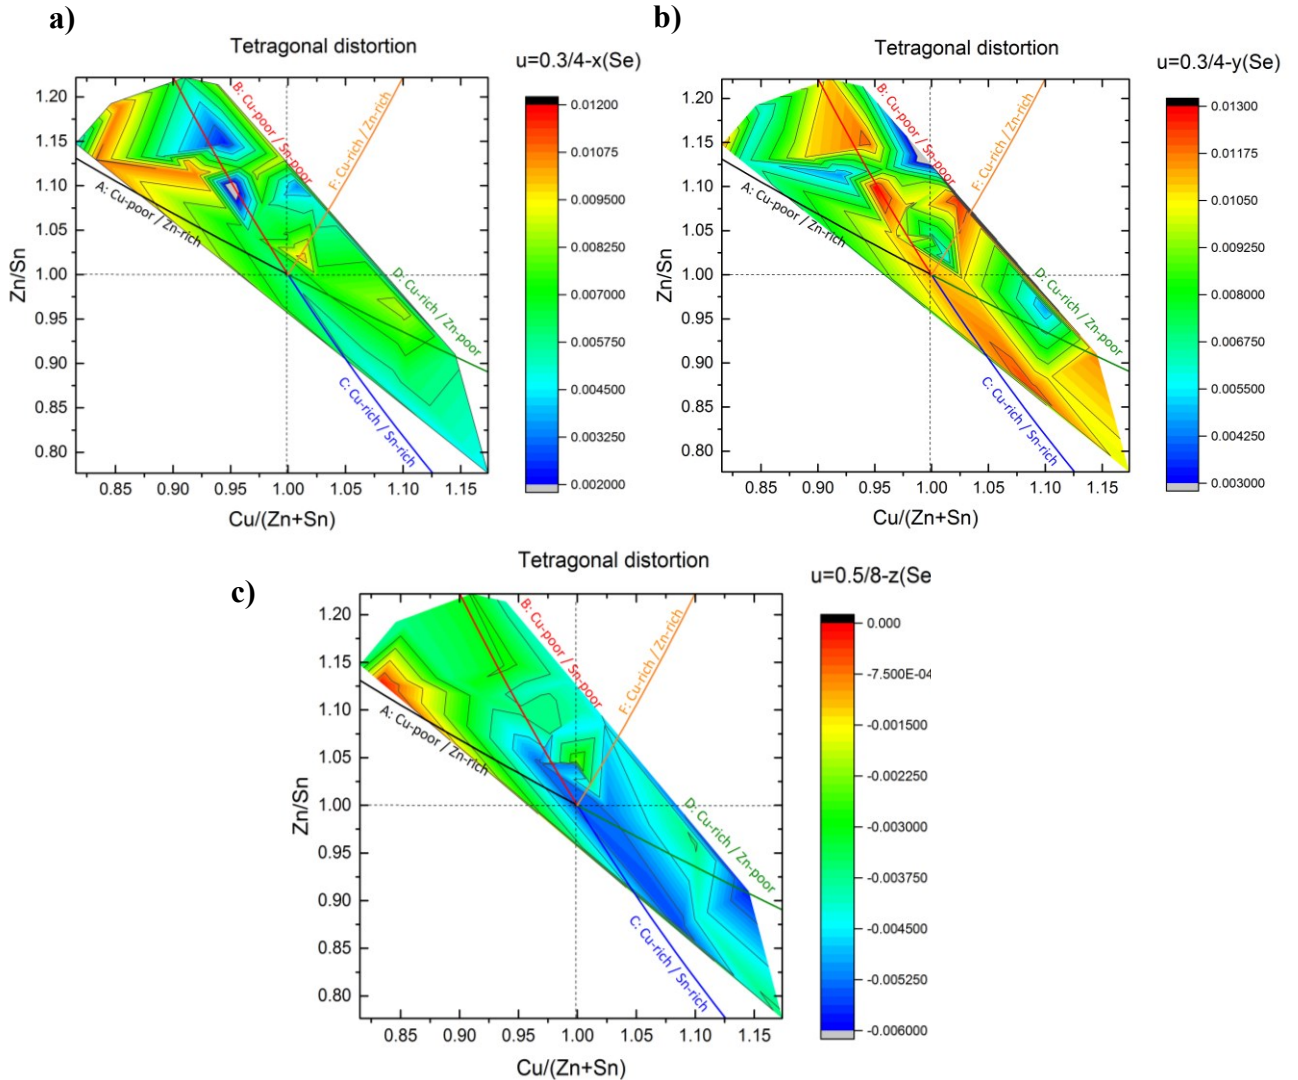 a)
Tetragonal distortion
u=0.3/4-x(Se)
1.20
1.15
1.10
1.05
1.00
0.95
0.90
0.85
0.80
Zn/Sn
B: Cu-poor / Sn-poor
F: Cu-rich / Zn-rich
A: Cu-poor / Zn-rich
D: Cu-rich / Zn-poor
C: Cu-rich / Sn-rich
0.85 0.90 0.95 1.00 1.05 1.10 1.15
Cu/(Zn+Sn)
0.01200
0.01075
0.009500
0.008250
0.007000
0.005750
0.004500
0.003250
0.002000
b)
Tetragonal distortion
u=0.3/4-y(Se)
1.20
1.15
1.10
1.05
1.00
0.95
0.90
0.85
0.80
Zn/Sn
B: Cu-poor / Sn-poor
F: Cu-rich / Zn-rich
A: Cu-poor / Zn-rich
D: Cu-rich / Zn-poor
C: Cu-rich / Sn-rich
0.85 0.90 0.95 1.00 1.05 1.10 1.15
Cu/(Zn+Sn)
0.01300
0.01175
0.01050
0.009250
0.008000
0.006750
0.005500
0.004250
0.003000
c)
Tetragonal distortion
u=0.5/8-z(Se
1.20
1.15
1.10
1.05
1.00
0.95
0.90
0.85
0.80
Zn/Sn
B: Cu-poor / Sn-poor
F: Cu-rich / Zn-rich
A: Cu-poor / Zn-rich
D: Cu-rich / Zn-poor
C: Cu-rich / Sn-rich
0.85 0.90 0.95 1.00 1.05 1.10 1.15
Cu/(Zn+Sn)
0.000
-7.500E-04
-0.001500
-0.002250
-0.003000
-0.003750
-0.004500
-0.005250
-0.006000